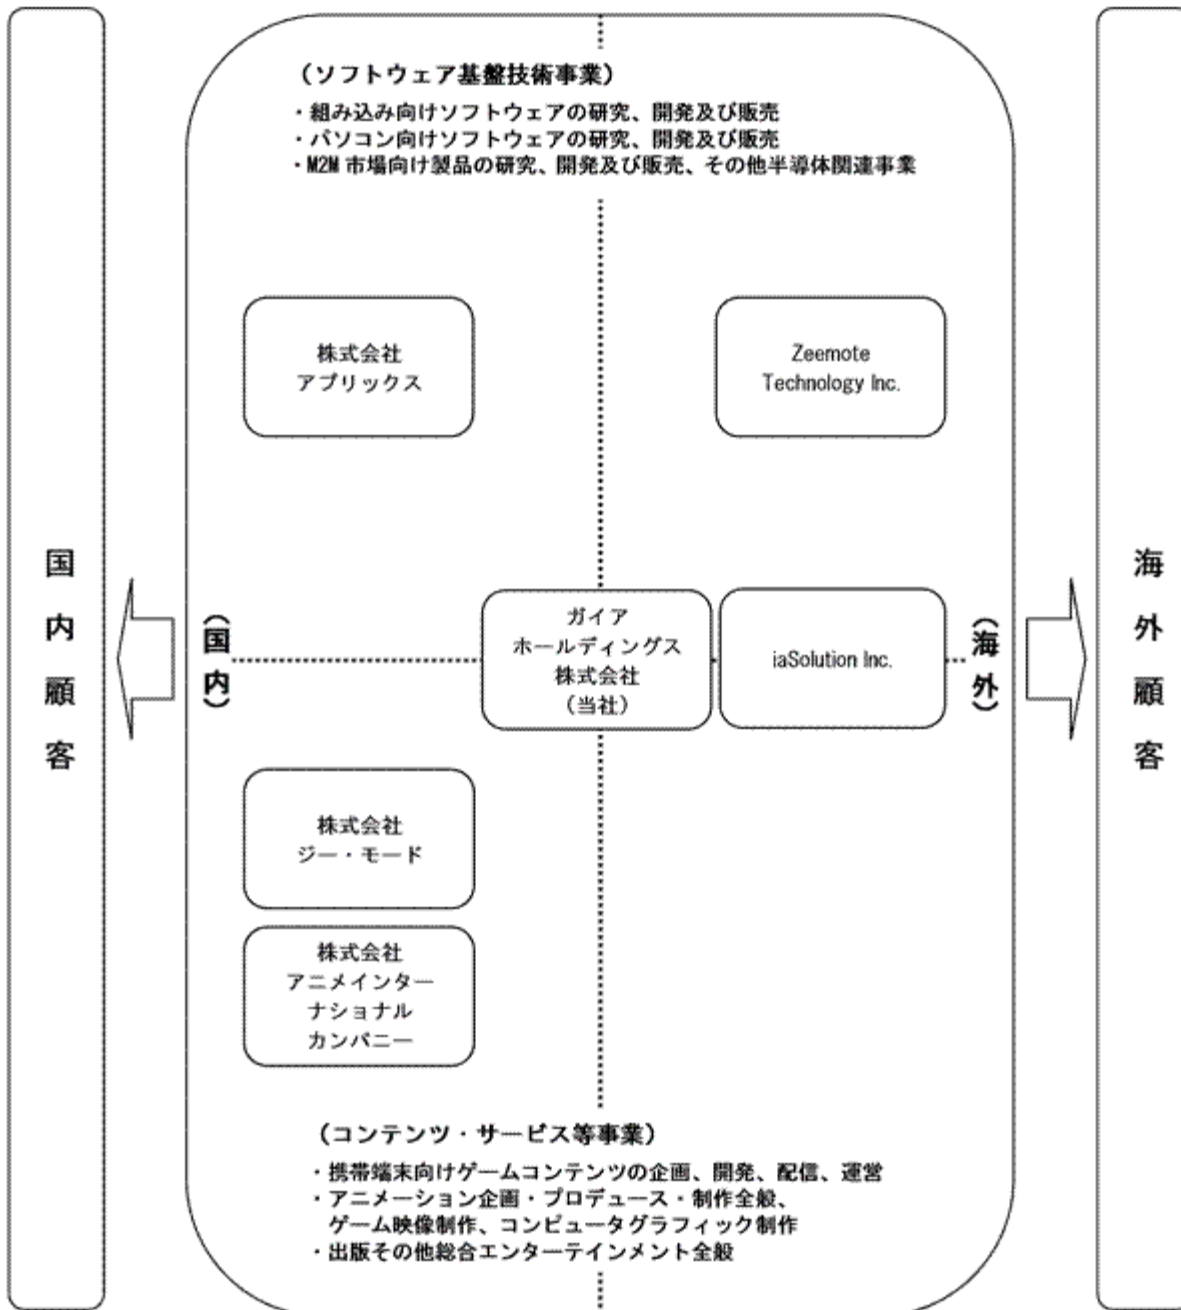 （ソフトウェア基盤技術事業）
・組み込み向けソフトウェアの研究、開発及び販売
・パソコン向けソフトウェアの研究、開発及び販売
・M2M 市場向け製品の研究、開発及び販売、その他半導体関連事業
株式会社
アプリックス
Zeemote
Technology Inc.
国内顧客
（国内）
ガイア
ホールディングス
株式会社
（当社）
iaSolution Inc.
（海外）
海外顧客
株式会社
ジー・モード
株式会社
アニメインター
ナショナル
カンパニー
（コンテンツ・サービス等事業）
・携帯端末向けゲームコンテンツの企画、開発、配信、運営
・アニメーション企画・プロデュース・制作全般、
ゲーム映像制作、コンピュータグラフィック制作
・出版その他総合エンターテインメント全般